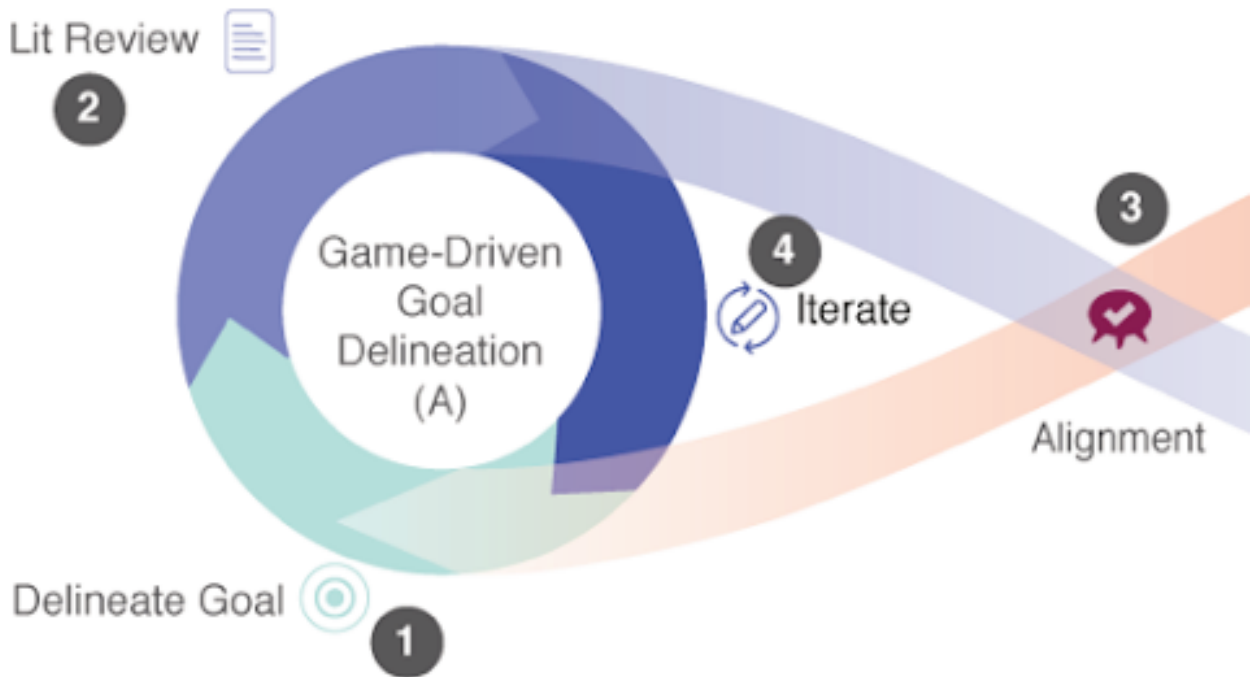 Lit Review
2
Game-Driven
Goal
Delineation
(A)
3
4
Iterate
Alignment
Delineate Goal
1